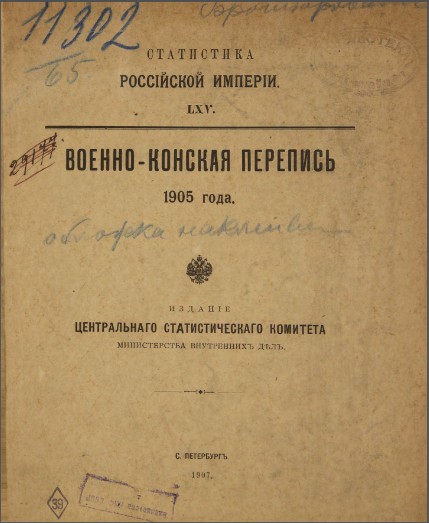 11302
65
СТАТИСТИКА
РОССІЙСКОЙ ИМПЕРІИ.
LXV.
ВОЕННО-КОНСКАЯ ПЕРЕПИСЬ
1905 года.
обложка
ИЗДАНІЕ
ЦЕНТРАЛЬНАГО СТАТИСТИЧЕСКАГО КОМИТЕТА
МИНИСТЕРСТВА ВНУТРЕННИХЪ ДѢЛЪ.
С. ПЕТЕРБУРГЪ.
1907.
39